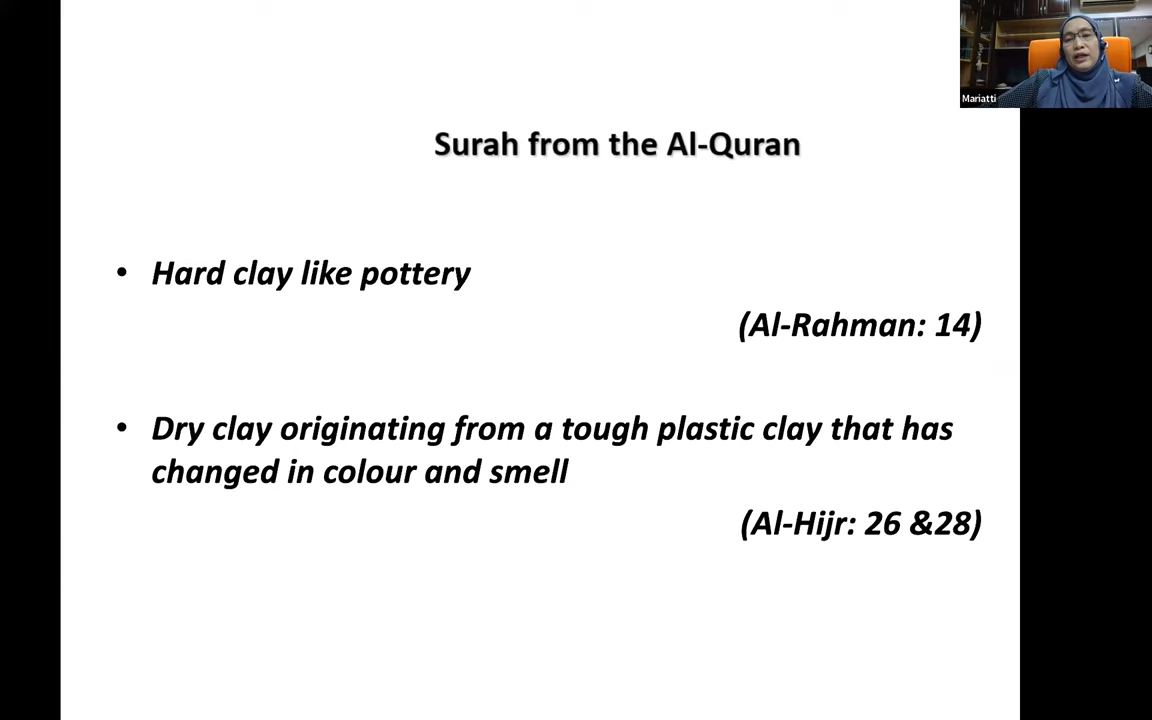 Mariatti
Surah from the Al-Quran
• Hard clay like pottery
(Al-Rahman: 14)
• Dry clay originating from a tough plastic clay that has
changed in colour and smell
(Al-Hijr: 26 &28)